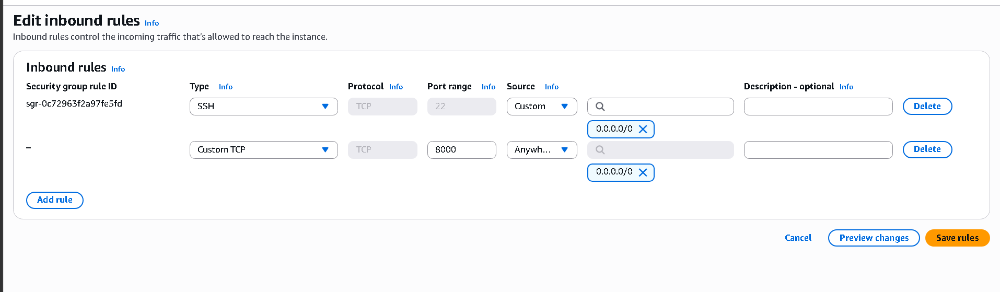 Edit inbound rules Info
Inbound rules control the incoming traffic that's allowed to reach the instance.
Inbound rules Info
Security group rule ID Type Info Protocol Info Port range Info Source Info Description - optional Info
sgr-0c72963f2a97fe5fd SSH TCP 22 Custom Delete
0.0.0.0/0
– Custom TCP TCP 8000 Anywh... Delete
0.0.0.0/0
Add rule
Cancel Preview changes Save rules